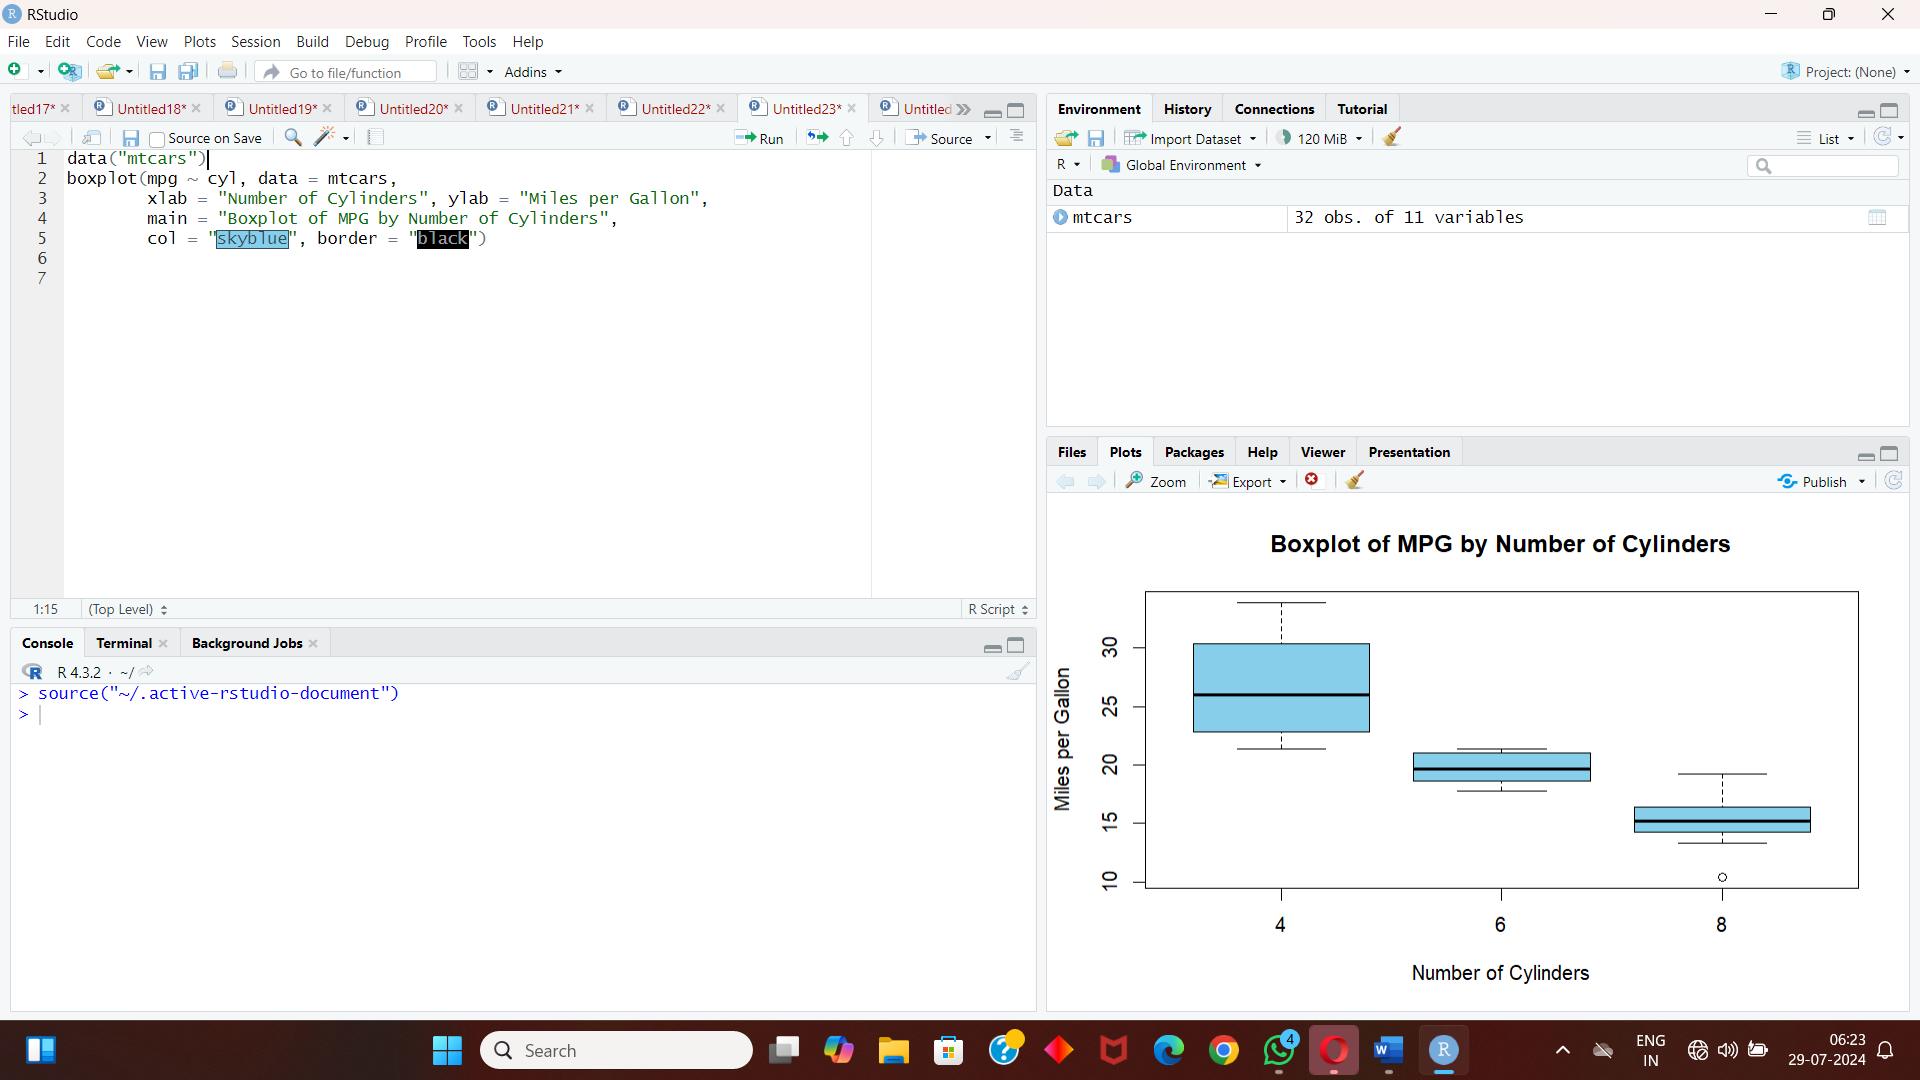 RStudio
File Edit Code View Plots Session Build Debug Profile Tools Help
Go to file/function Addins Project: (None)
tled17* Untitled18* Untitled19* Untitled20* Untitled21* Untitled22* Untitled23* Untitled
Source on Save Run Source
1 data("mtcars")
2 boxplot(mpg ~ cyl, data = mtcars,
3 xlab = "Number of Cylinders", ylab = "Miles per Gallon",
4 main = "Boxplot of MPG by Number of Cylinders",
5 col = "skyblue", border = "black")
6
7
1:15 (Top Level) R Script
Console Terminal Background Jobs
R 4.3.2 · ~/
> source("~/.active-rstudio-document")
>
Environment History Connections Tutorial
Import Dataset 120 MiB List
R Global Environment
Data
mtcars 32 obs. of 11 variables
Files Plots Packages Help Viewer Presentation
Zoom Export Publish
Boxplot of MPG by Number of Cylinders
Miles per Gallon
30
25
20
15
10
4 6 8
Number of Cylinders
Search
4
ENG
IN
06:23
29-07-2024